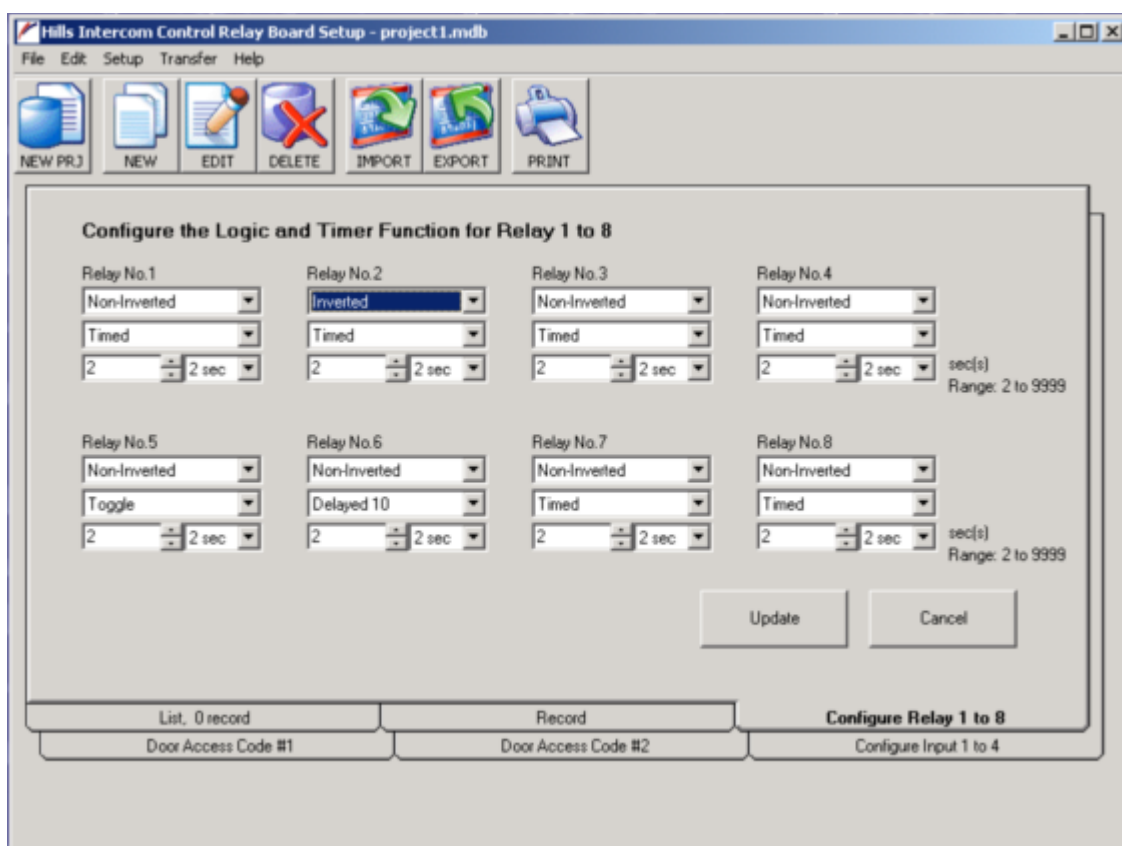 Hills Intercom Control Relay Board Setup - project1.mdb
File Edit Setup Transfer Help
NEW PRJ NEW EDIT DELETE IMPORT EXPORT PRINT
Configure the Logic and Timer Function for Relay 1 to 8
Relay No.1 Relay No.2 Relay No.3 Relay No.4
Non-Inverted Inverted Non-Inverted Non-Inverted
Timed Timed Timed Timed
2 2 sec 2 2 sec 2 2 sec 2 2 sec sec(s)
Range: 2 to 9999
Relay No.5 Relay No.6 Relay No.7 Relay No.8
Non-Inverted Non-Inverted Non-Inverted Non-Inverted
Toggle Delayed 10 Timed Timed
2 2 sec 2 2 sec 2 2 sec 2 2 sec sec(s)
Range: 2 to 9999
Update Cancel
List, 0 record Record Configure Relay 1 to 8
Door Access Code #1 Door Access Code #2 Configure Input 1 to 4